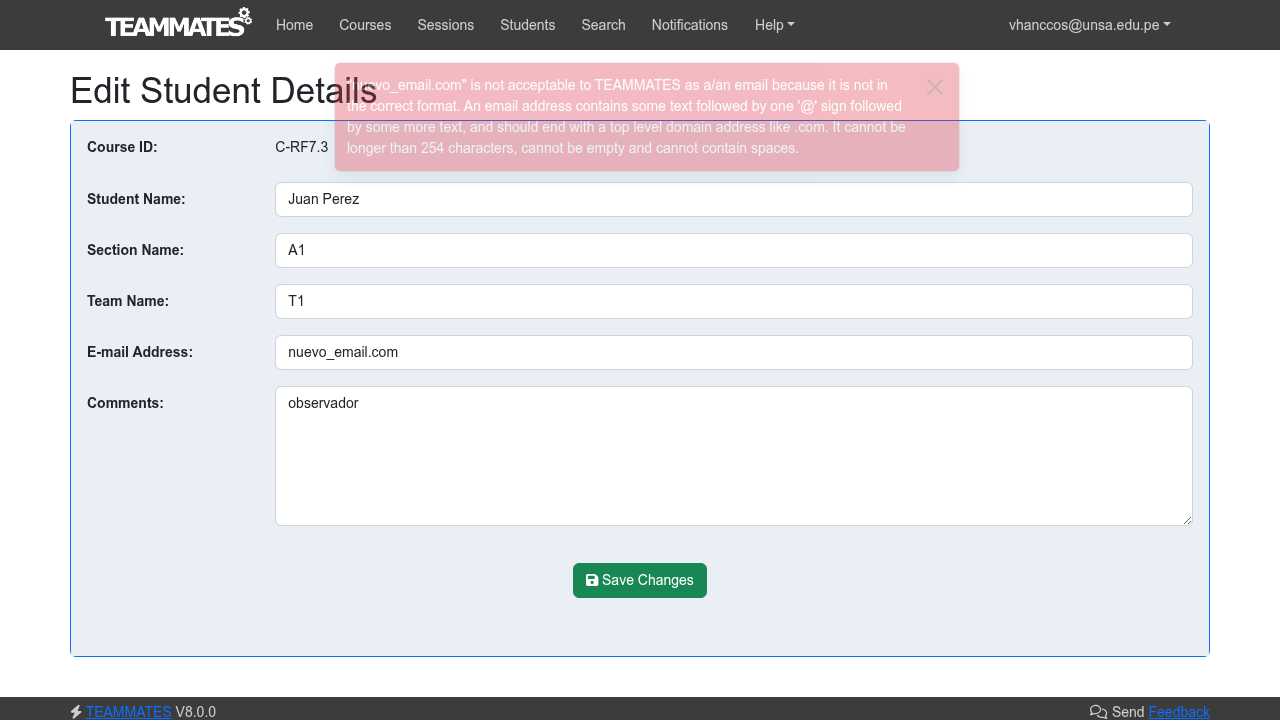 TEAMMATES Home Courses Sessions Students Search Notifications Help vhanccos@unsa.edu.pe
Edit Student Details
"nuevo_email.com" is not acceptable to TEAMMATES as a/an email because it is not in
the correct format. An email address contains some text followed by one '@' sign followed
by some more text, and should end with a top level domain address like .com. It cannot be
longer than 254 characters, cannot be empty and cannot contain spaces.
Course ID: C-RF7.3
Student Name: Juan Perez
Section Name: A1
Team Name: T1
E-mail Address: nuevo_email.com
Comments: observador
Save Changes
TEAMMATES V8.0.0 Send Feedback